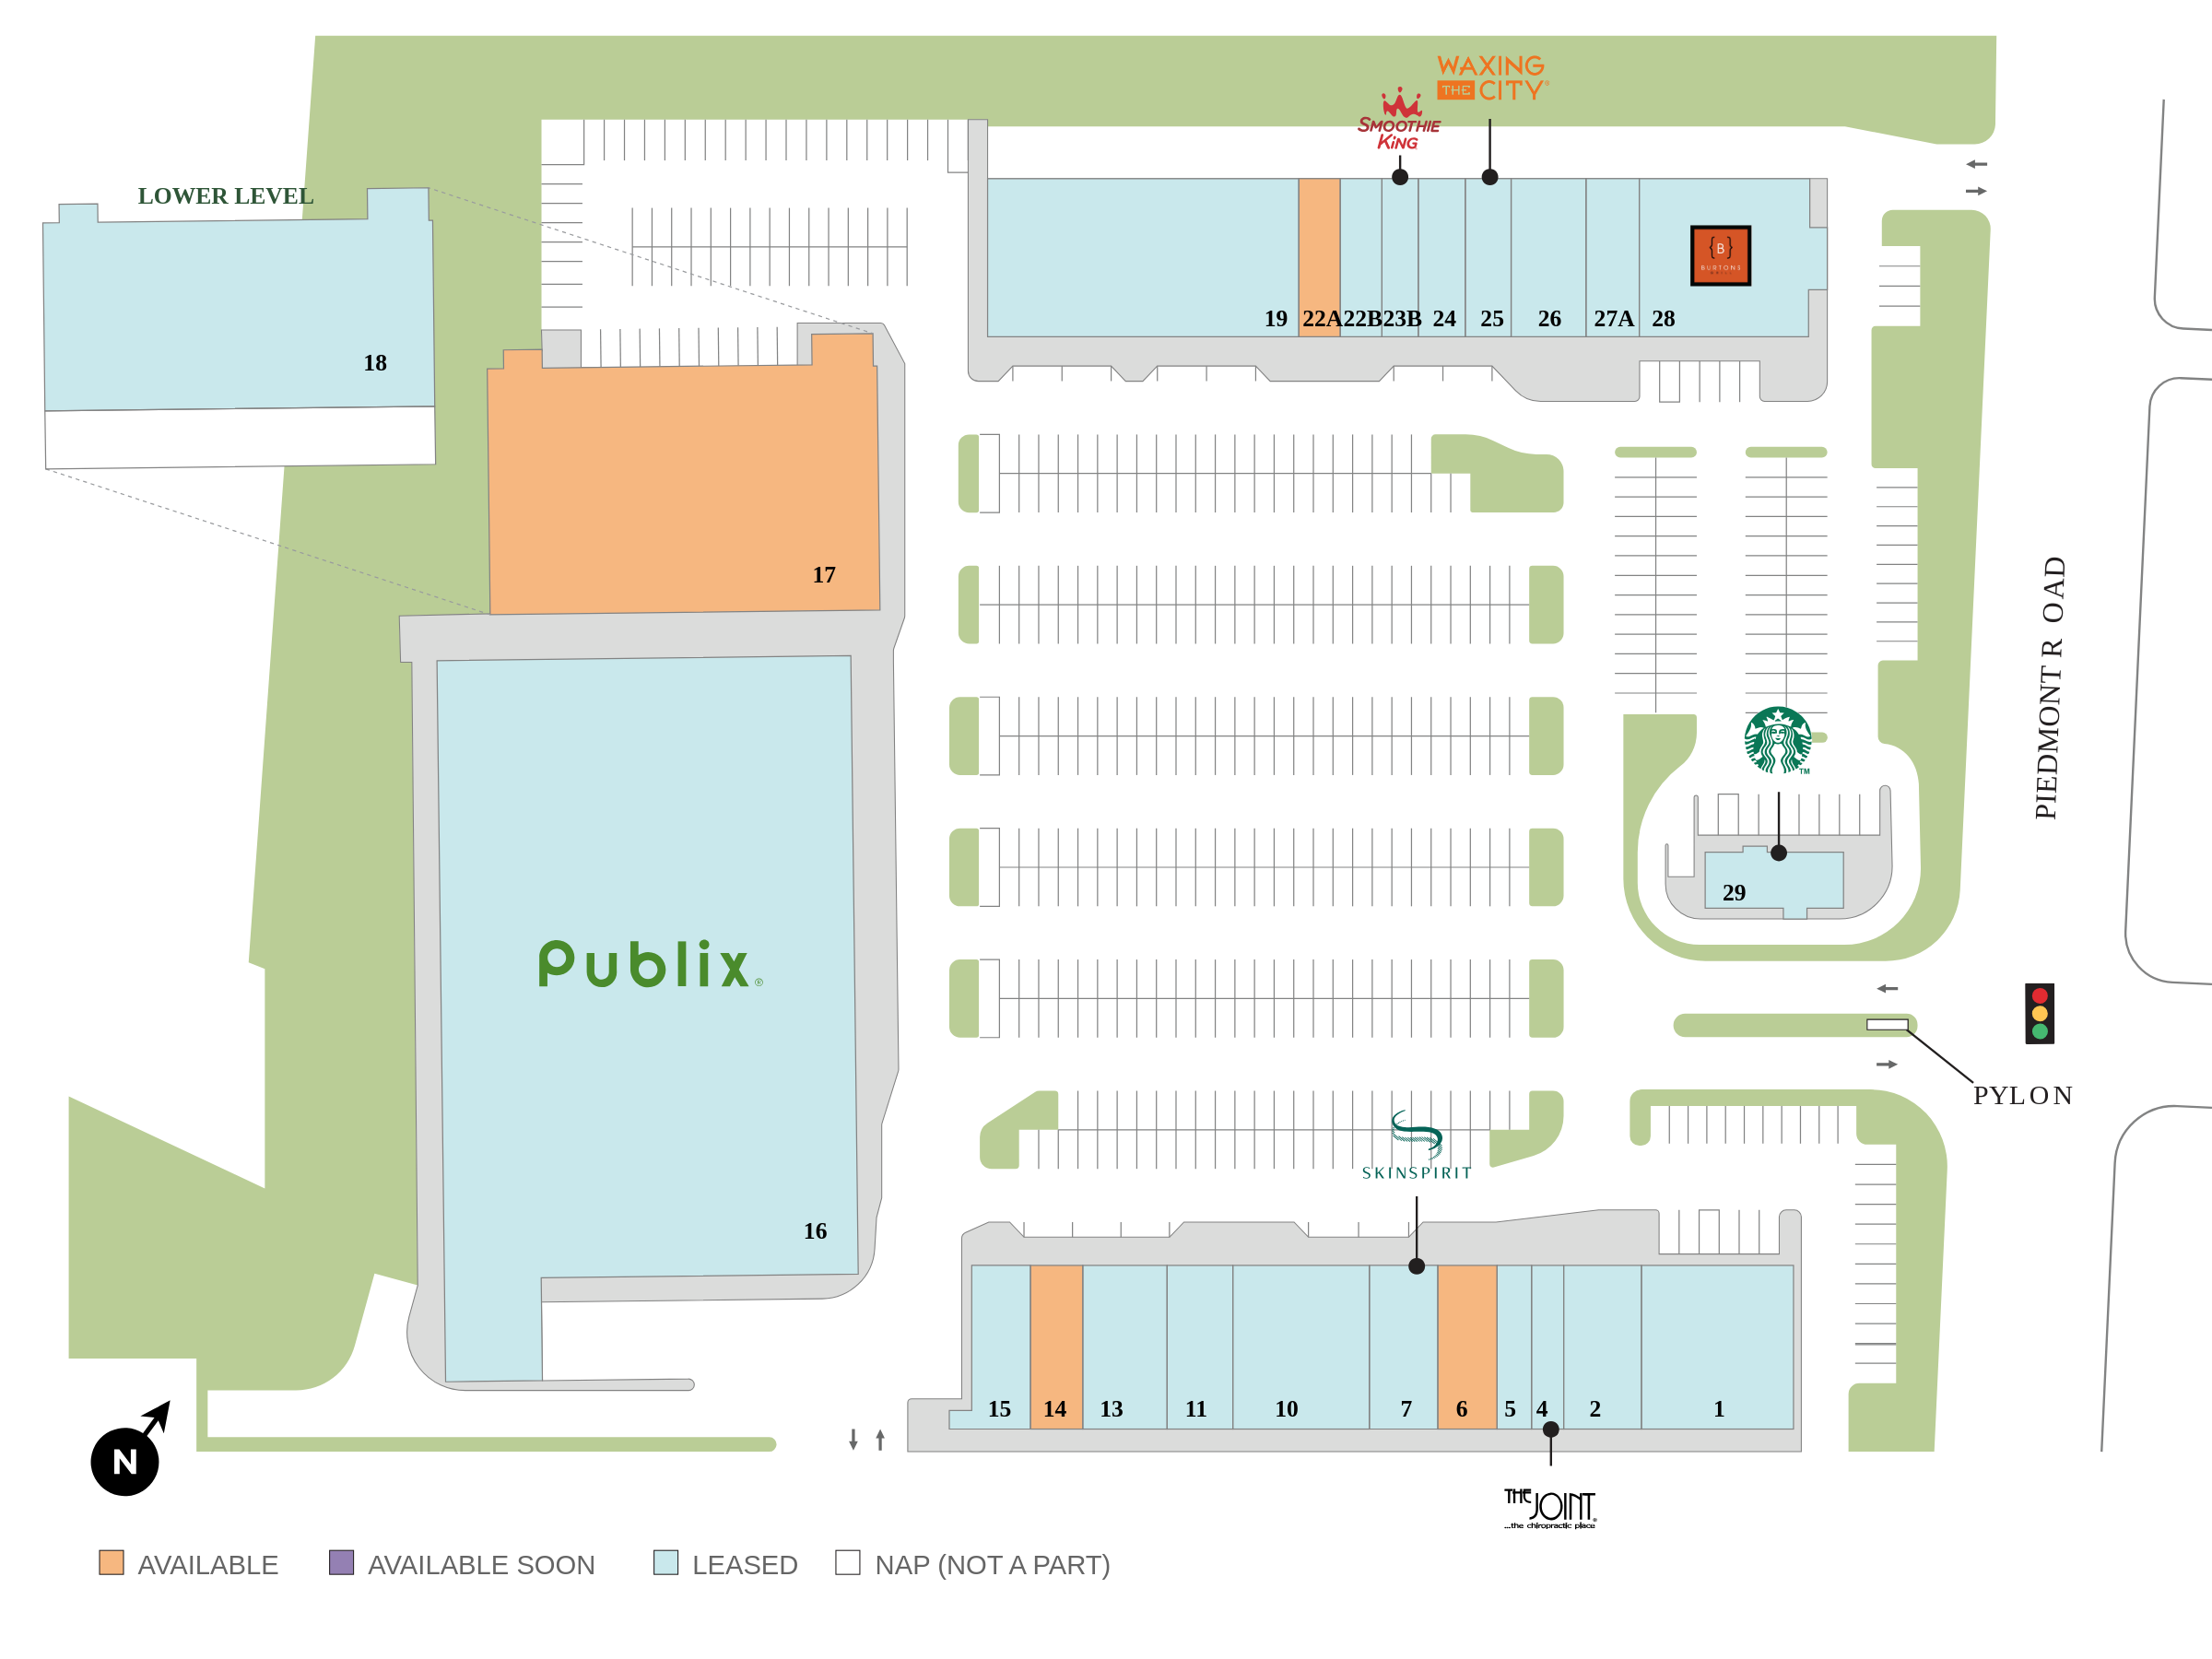 WAXING
THE CITY®
SMOOTHIE
KING
LOWER LEVEL
18
{B}
BURTONS
19 22A 22B 23B 24 25 26 27A 28
17
PIEDMONT R OAD
TM
29
Publix®
PYLON
SKINSPIRIT
16
15 14 13 11 10 7 6 5 4 2 1
N
THE JOINT®
...the chiropractic place
AVAILABLE
AVAILABLE SOON
LEASED
NAP (NOT A PART)